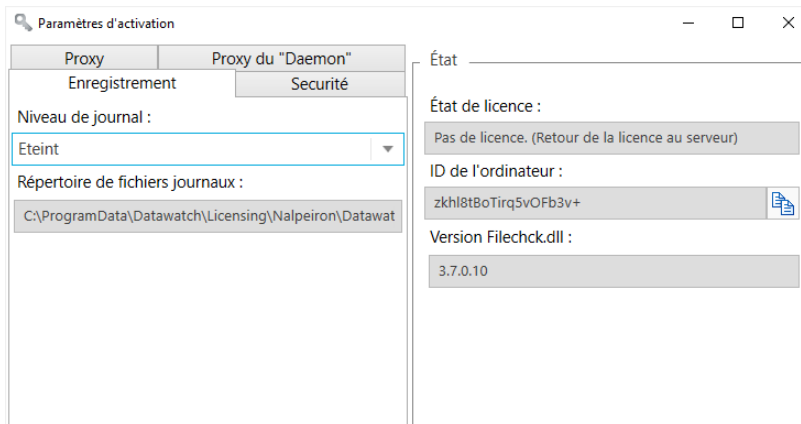 Paramètres d'activation
Proxy
Proxy du "Daemon"
Enregistrement
Securité
Niveau de journal :
Eteint
Répertoire de fichiers journaux :
C:\ProgramData\Datawatch\Licensing\Nalpeiron\Datawat
État
État de licence :
Pas de licence. (Retour de la licence au serveur)
ID de l'ordinateur :
zkhl8tBoTirq5vOFb3v+
Version Filechck.dll :
3.7.0.10